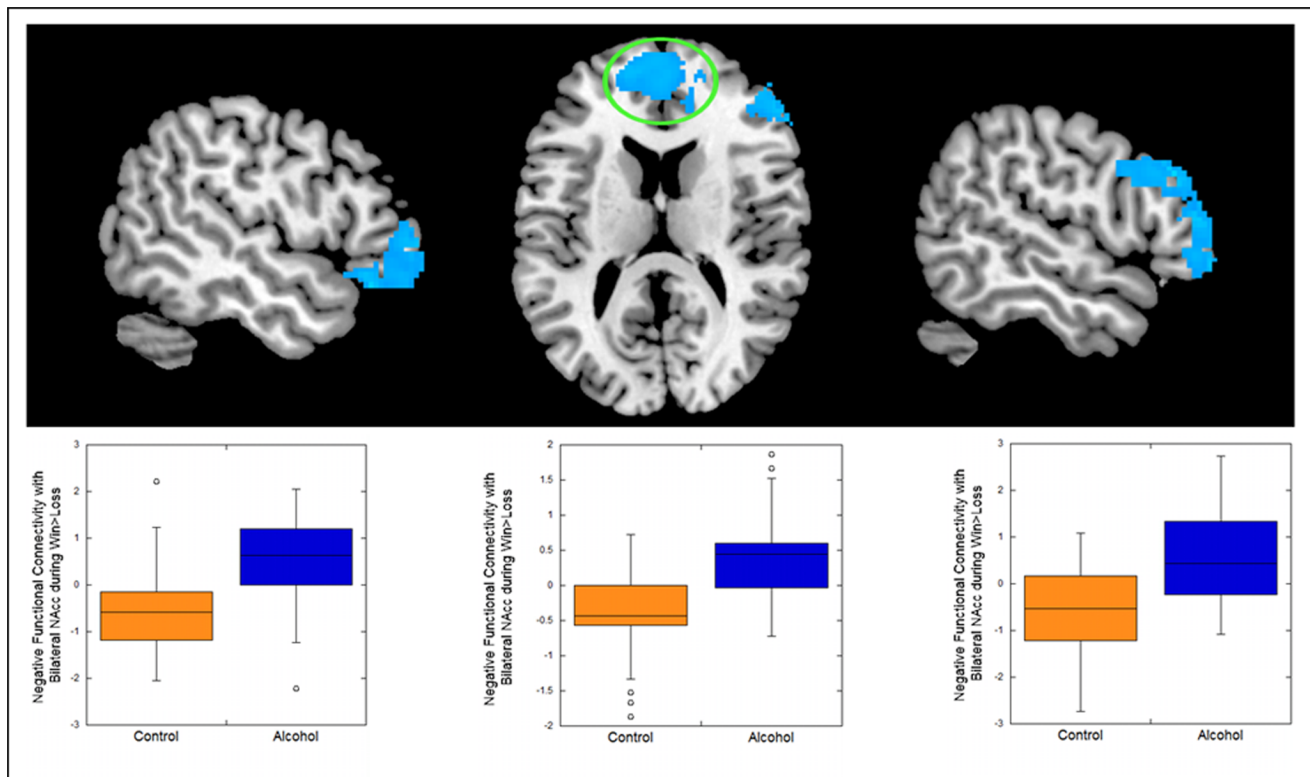 Negative Functional Connectivity with
Bilateral NAcc during Win>Loss
3
2
1
0
-1
-2
-3
Control Alcohol
Negative Functional Connectivity with
Bilateral NAcc during Win>Loss
2
1.5
1
0.5
0
-0.5
-1
-1.5
-2
Control Alcohol
Negative Functional Connectivity with
Bilateral NAcc during Win>Loss
3
2
1
0
-1
-2
-3
Control Alcohol